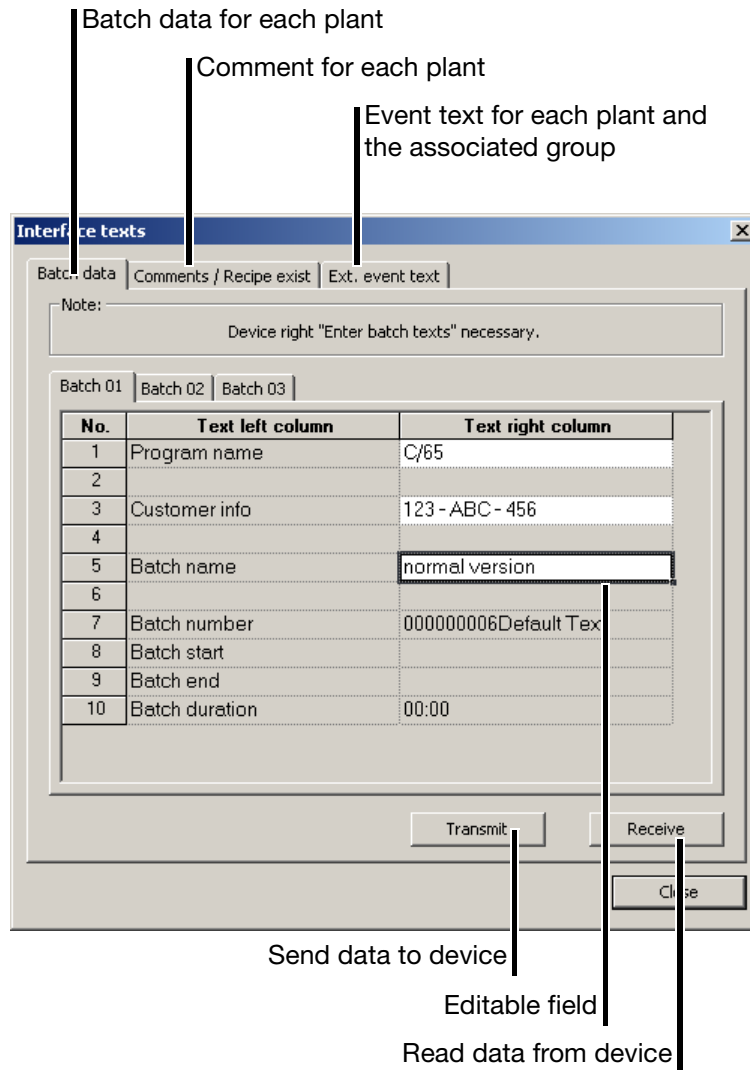 Batch data for each plant
Comment for each plant
Event text for each plant and
the associated group
Interface texts
Batch data Comments / Recipe exist Ext. event text
Note:
Device right "Enter batch texts" necessary.
Batch 01 Batch 02 Batch 03
No. Text left column Text right column
1 Program name C/65
2
3 Customer info 123 - ABC - 456
4
5 Batch name normal version
6
7 Batch number 000000006Default Tex
8 Batch start
9 Batch end
10 Batch duration 00:00
Transmit Receive
Close
Send data to device
Editable field
Read data from device